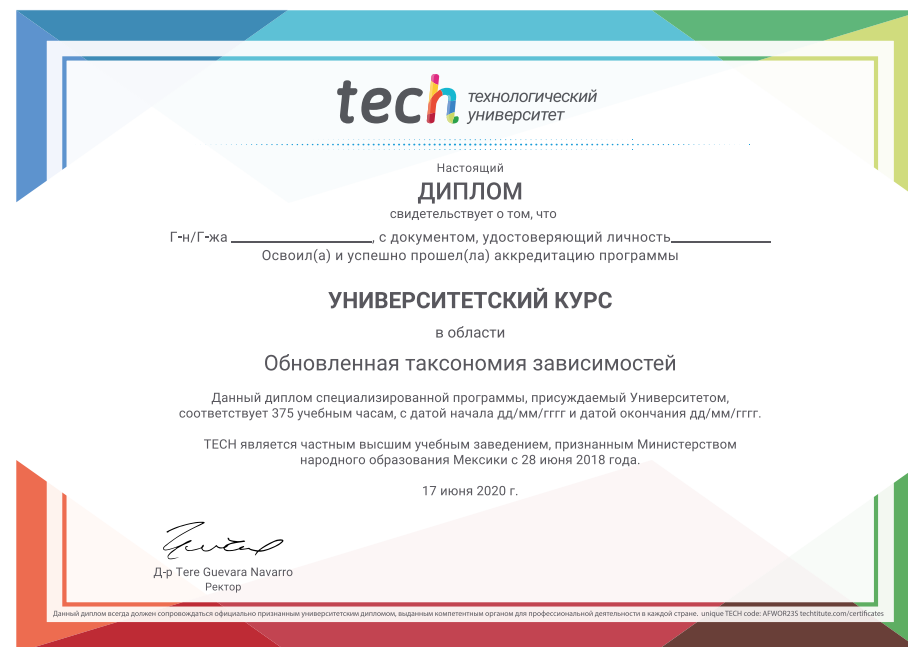 tech технологический
университет
Настоящий
ДИПЛОМ
свидетельствует о том, что
Г-н/Г-жа , с документом, удостоверяющий личность
Освоил(а) и успешно прошел(ла) аккредитацию программы
УНИВЕРСИТЕТСКИЙ КУРС
в области
Обновленная таксономия зависимостей
Данный диплом специализированной программы, присуждаемый Университетом,
соответствует 375 учебным часам, с датой начала дд/мм/гггг и датой окончания дд/мм/гггг.
TECH является частным высшим учебным заведением, признанным Министерством
народного образования Мексики с 28 июня 2018 года.
17 июня 2020 г.
Д-р Tere Guevara Navarro
Ректор
Данный диплом всегда должен сопровождаться официально признанным университетским дипломом, выданным компетентным органом для профессиональной деятельности в каждой стране. unique TECH code: AFWOR23S techtitute.com/certificates